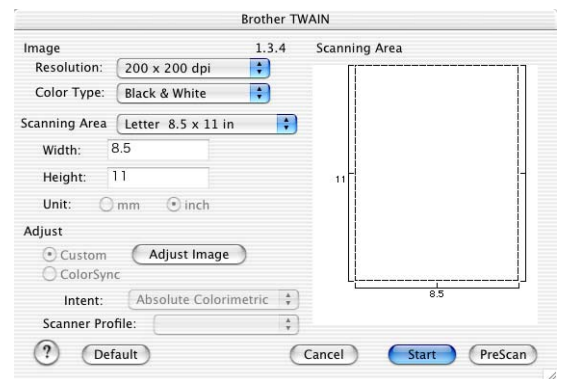 Brother TWAIN
Image 1.3.4
Resolution: 200 x 200 dpi
Color Type: Black & White
Scanning Area Letter 8.5 x 11 in
Width: 8.5
Height: 11
Unit: mm inch
Adjust
Custom Adjust Image
ColorSync
Intent: Absolute Colorimetric
Scanner Profile:
? Default
Scanning Area
11
8.5
Cancel Start PreScan